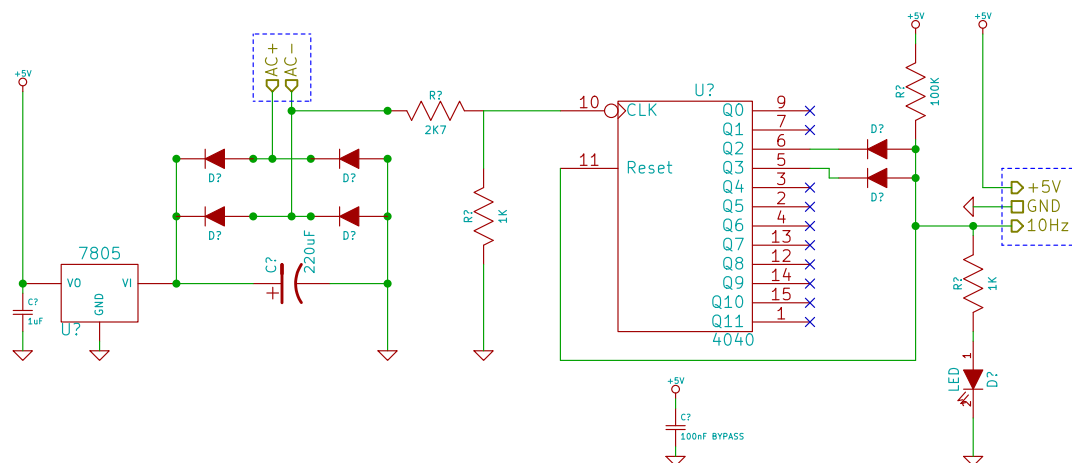 +5V
C?
1uF
7805
VO
VI
GND
U?
AC+
AC-
D?
D?
D?
D?
C?
220uF
+
R?
2K7
R?
1K
U?
10
CLK
11
Reset
Q0
9
Q1
7
Q2
6
Q3
5
Q4
3
Q5
2
Q6
4
Q7
13
Q8
12
Q9
14
Q10
15
Q11
1
4040
D?
D?
+5V
R?
100K
+5V
+5V
GND
10Hz
R?
1K
LED
1
2
D?
+5V
C?
100nF BYPASS